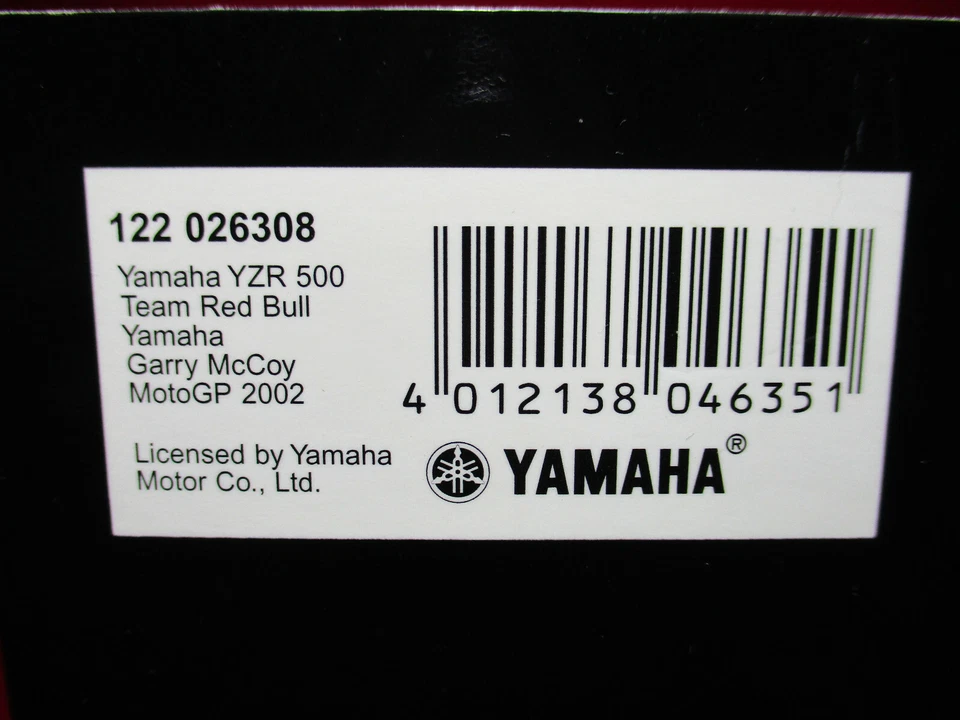 122 026308
Yamaha YZR 500
Team Red Bull
Yamaha
Garry McCoy
MotoGP 2002
4 012138 046351
Licensed by Yamaha
Motor Co., Ltd.
YAMAHA®